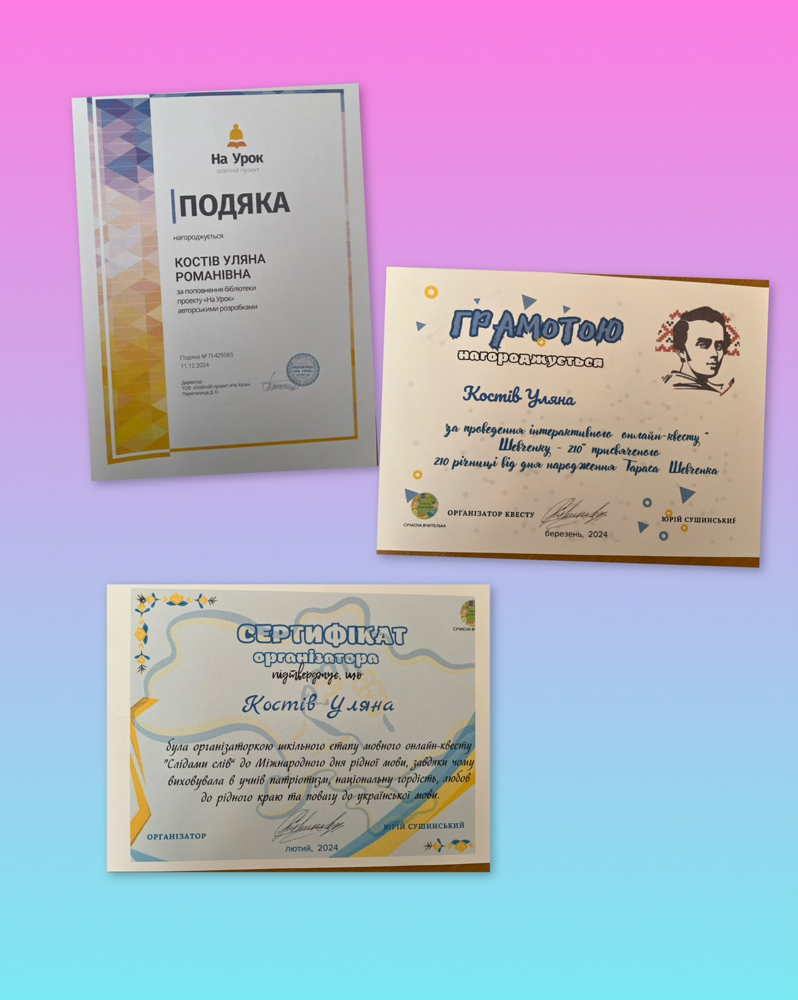 На Урок
освітній проект
ПОДЯКА
нагороджується
КОСТІВ УЛЯНА
РОМАНІВНА
за поповнення бібліотеки
проекту «На Урок»
авторськими розробками
Подяка № П-429565
11.12.2024
Директор
ТОВ «Освітній проект «На Урок»
Перепелиця Д. О.
«НА УРОК»
ГРАМОТОЮ
нагороджується
Костів Уляна
за проведення інтерактивного онлайн-квесту "
Шевченку - 210" присвяченого
210 річниці від дня народження Тараса Шевченка
СУЧАСНА ВЧИТЕЛЬКА
ОРГАНІЗАТОР КВЕСТУ
ЮРІЙ СУШИНСЬКИЙ
березень, 2024
СУЧАСНА В
СЕРТИФІКАТ
організатора
підтверджує, що
Костів Уляна
була організаторкою шкільного етапу мовного онлайн-квесту
"Слідами слів" до Міжнародного дня рідної мови, завдяки чому
виховувала в учнів патріотизм, національну гордість, любов
до рідного краю та повагу до української мови.
ОРГАНІЗАТОР
ЮРІЙ СУШИНСЬКИЙ
лютий, 2024